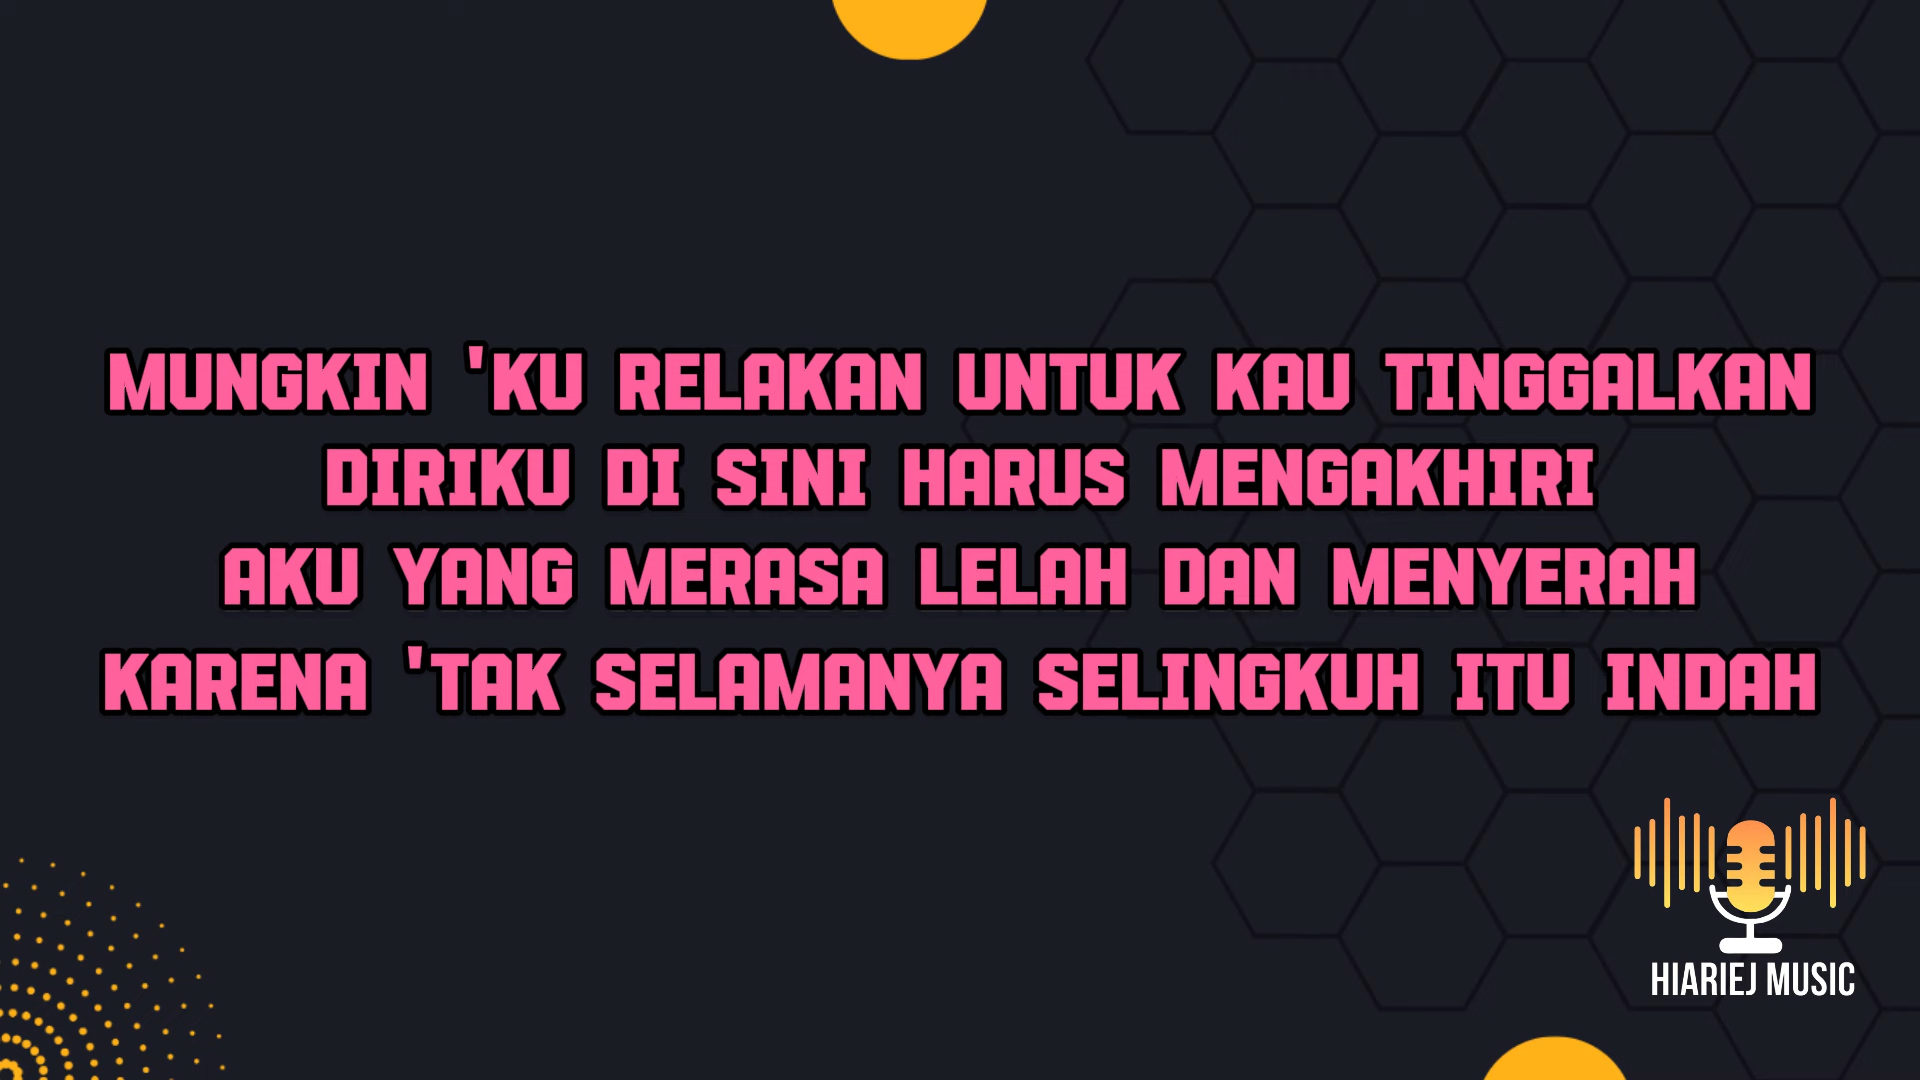 MUNGKIN 'KU RELAKAN UNTUK KAU TINGGALKAN
DIRIKU DI SINI HARUS MENGAKHIRI
AKU YANG MERASA LELAH DAN MENYERAH
KARENA 'TAK SELAMANYA SELINGKUH ITU INDAH
HIARIEJ MUSIC